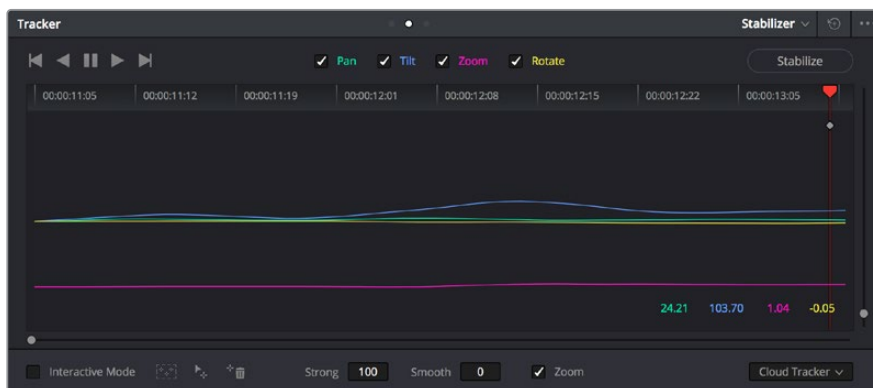 Tracker
Stabilizer
Pan Tilt Zoom Rotate Stabilize
00:00:11:05 00:00:11:12 00:00:11:19 00:00:12:01 00:00:12:08 00:00:12:15 00:00:12:22 00:00:13:05
24.21 103.70 1.04 -0.05
Interactive Mode Strong 100 Smooth 0 Zoom Cloud Tracker